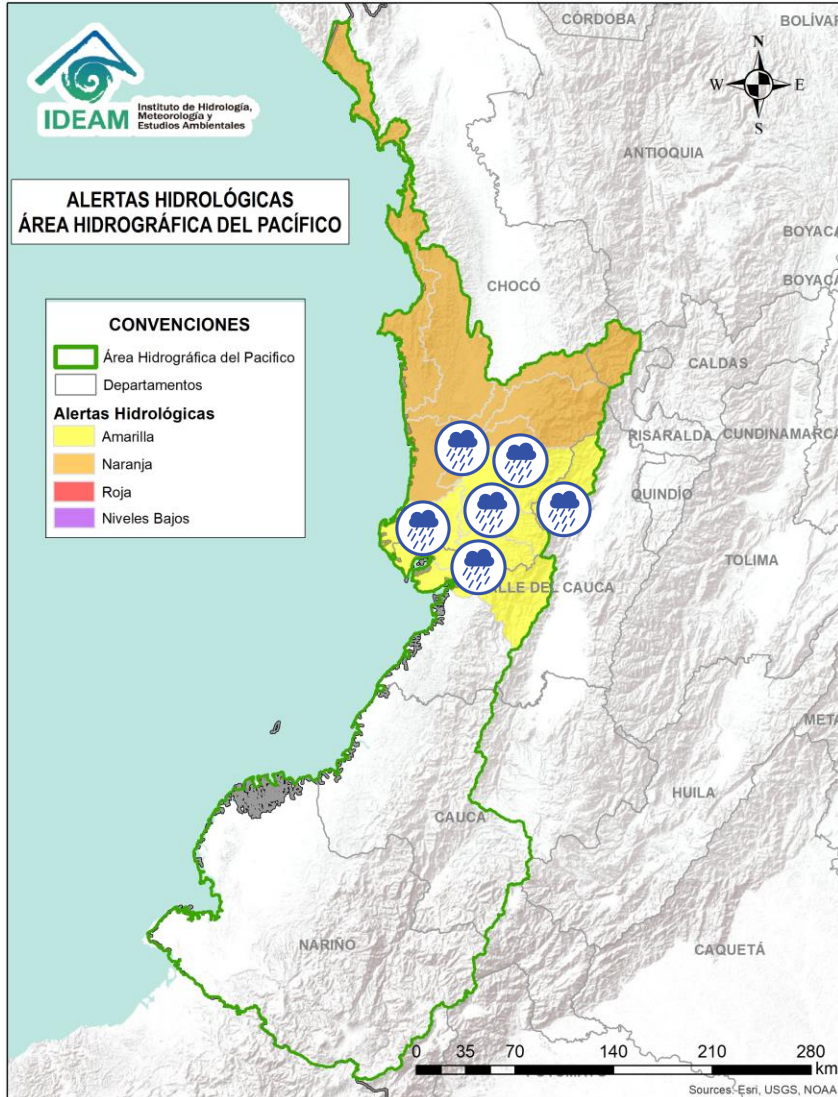 CÓRDOBA
BOLÍVAR
IDEAM
Instituto de Hidrología,
Meteorología y
Estudios Ambientales
N
W
E
S
ANTIOQUIA
ALERTAS HIDROLÓGICAS
ÁREA HIDROGRÁFICA DEL PACÍFICO
BOYACÁ
BOYACÁ
CHOCÓ
CONVENCIONES
Área Hidrográfica del Pacifico
Departamentos
Alertas Hidrológicas
Amarilla
Naranja
Roja
Niveles Bajos
CALDAS
RISARALDA
CUNDINAMARCA
QUINDÍO
TOLIMA
ALLE DEL CAUCA
META
HUILA
CAUCA
NARIÑO
CAQUETÁ
0 35 70 140 210 280
km
Sources: Esri, USGS, NOAA